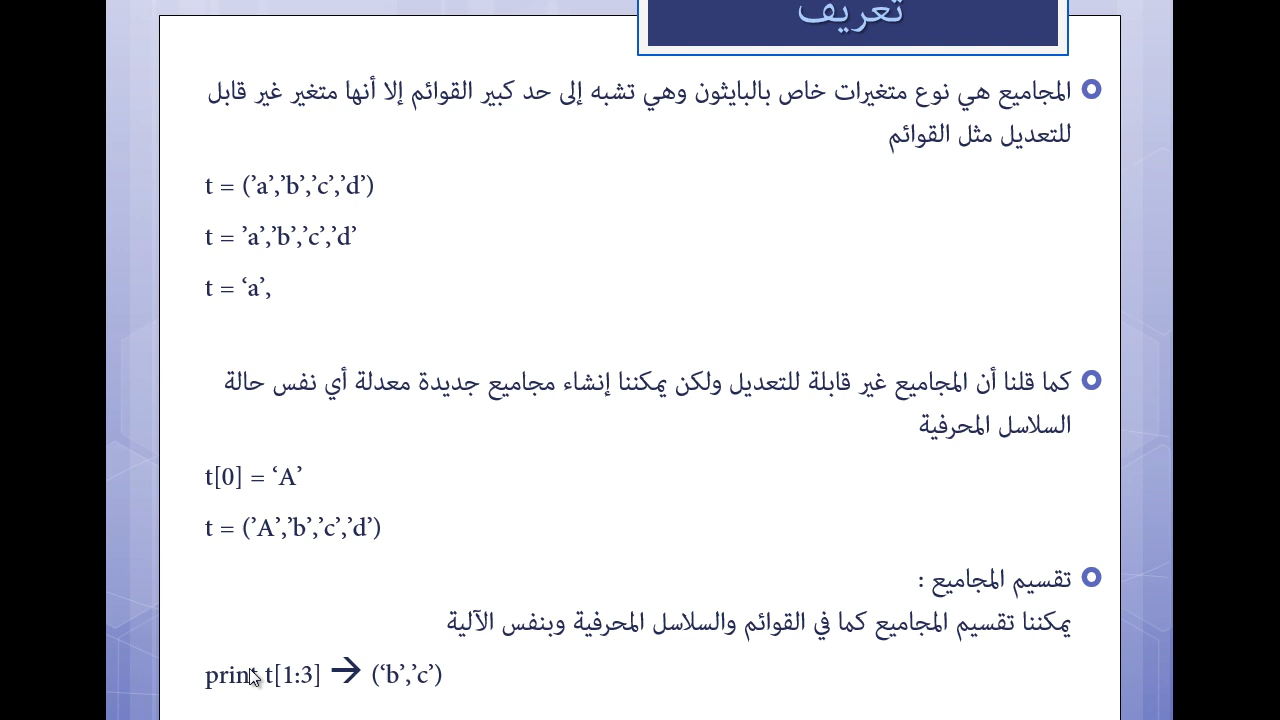 تعريف
المجاميع هي نوع متغيرات خاص بالبايثون وهي تشبه إلى حد كبير القوائم إلا أنها متغير غير قابل
للتعديل مثل القوائم
t = (’a’,’b’,’c’,’d’)
t = ’a’,’b’,’c’,’d’
t = ‘a’,
كما قلنا أن المجاميع غير قابلة للتعديل ولكن يمكننا إنشاء مجاميع جديدة معدلة أي نفس حالة
السلاسل المحرفية
t[0] = ‘A’
t = (’A’,’b’,’c’,’d’)
تقسيم المجاميع :
يمكننا تقسيم المجاميع كما في القوائم والسلاسل المحرفية وبنفس الآلية
print t[1:3] → (‘b’,’c’)